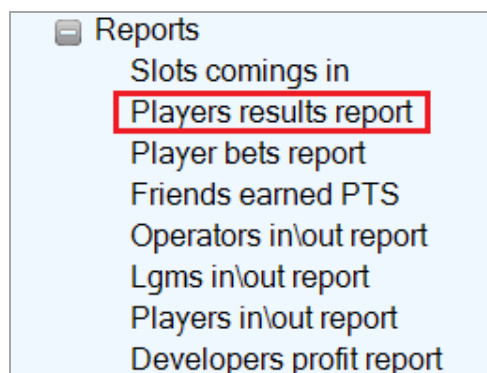 Reports
Slots comings in
Players results report
Player bets report
Friends earned PTS
Operators in\out report
Lgms in\out report
Players in\out report
Developers profit report